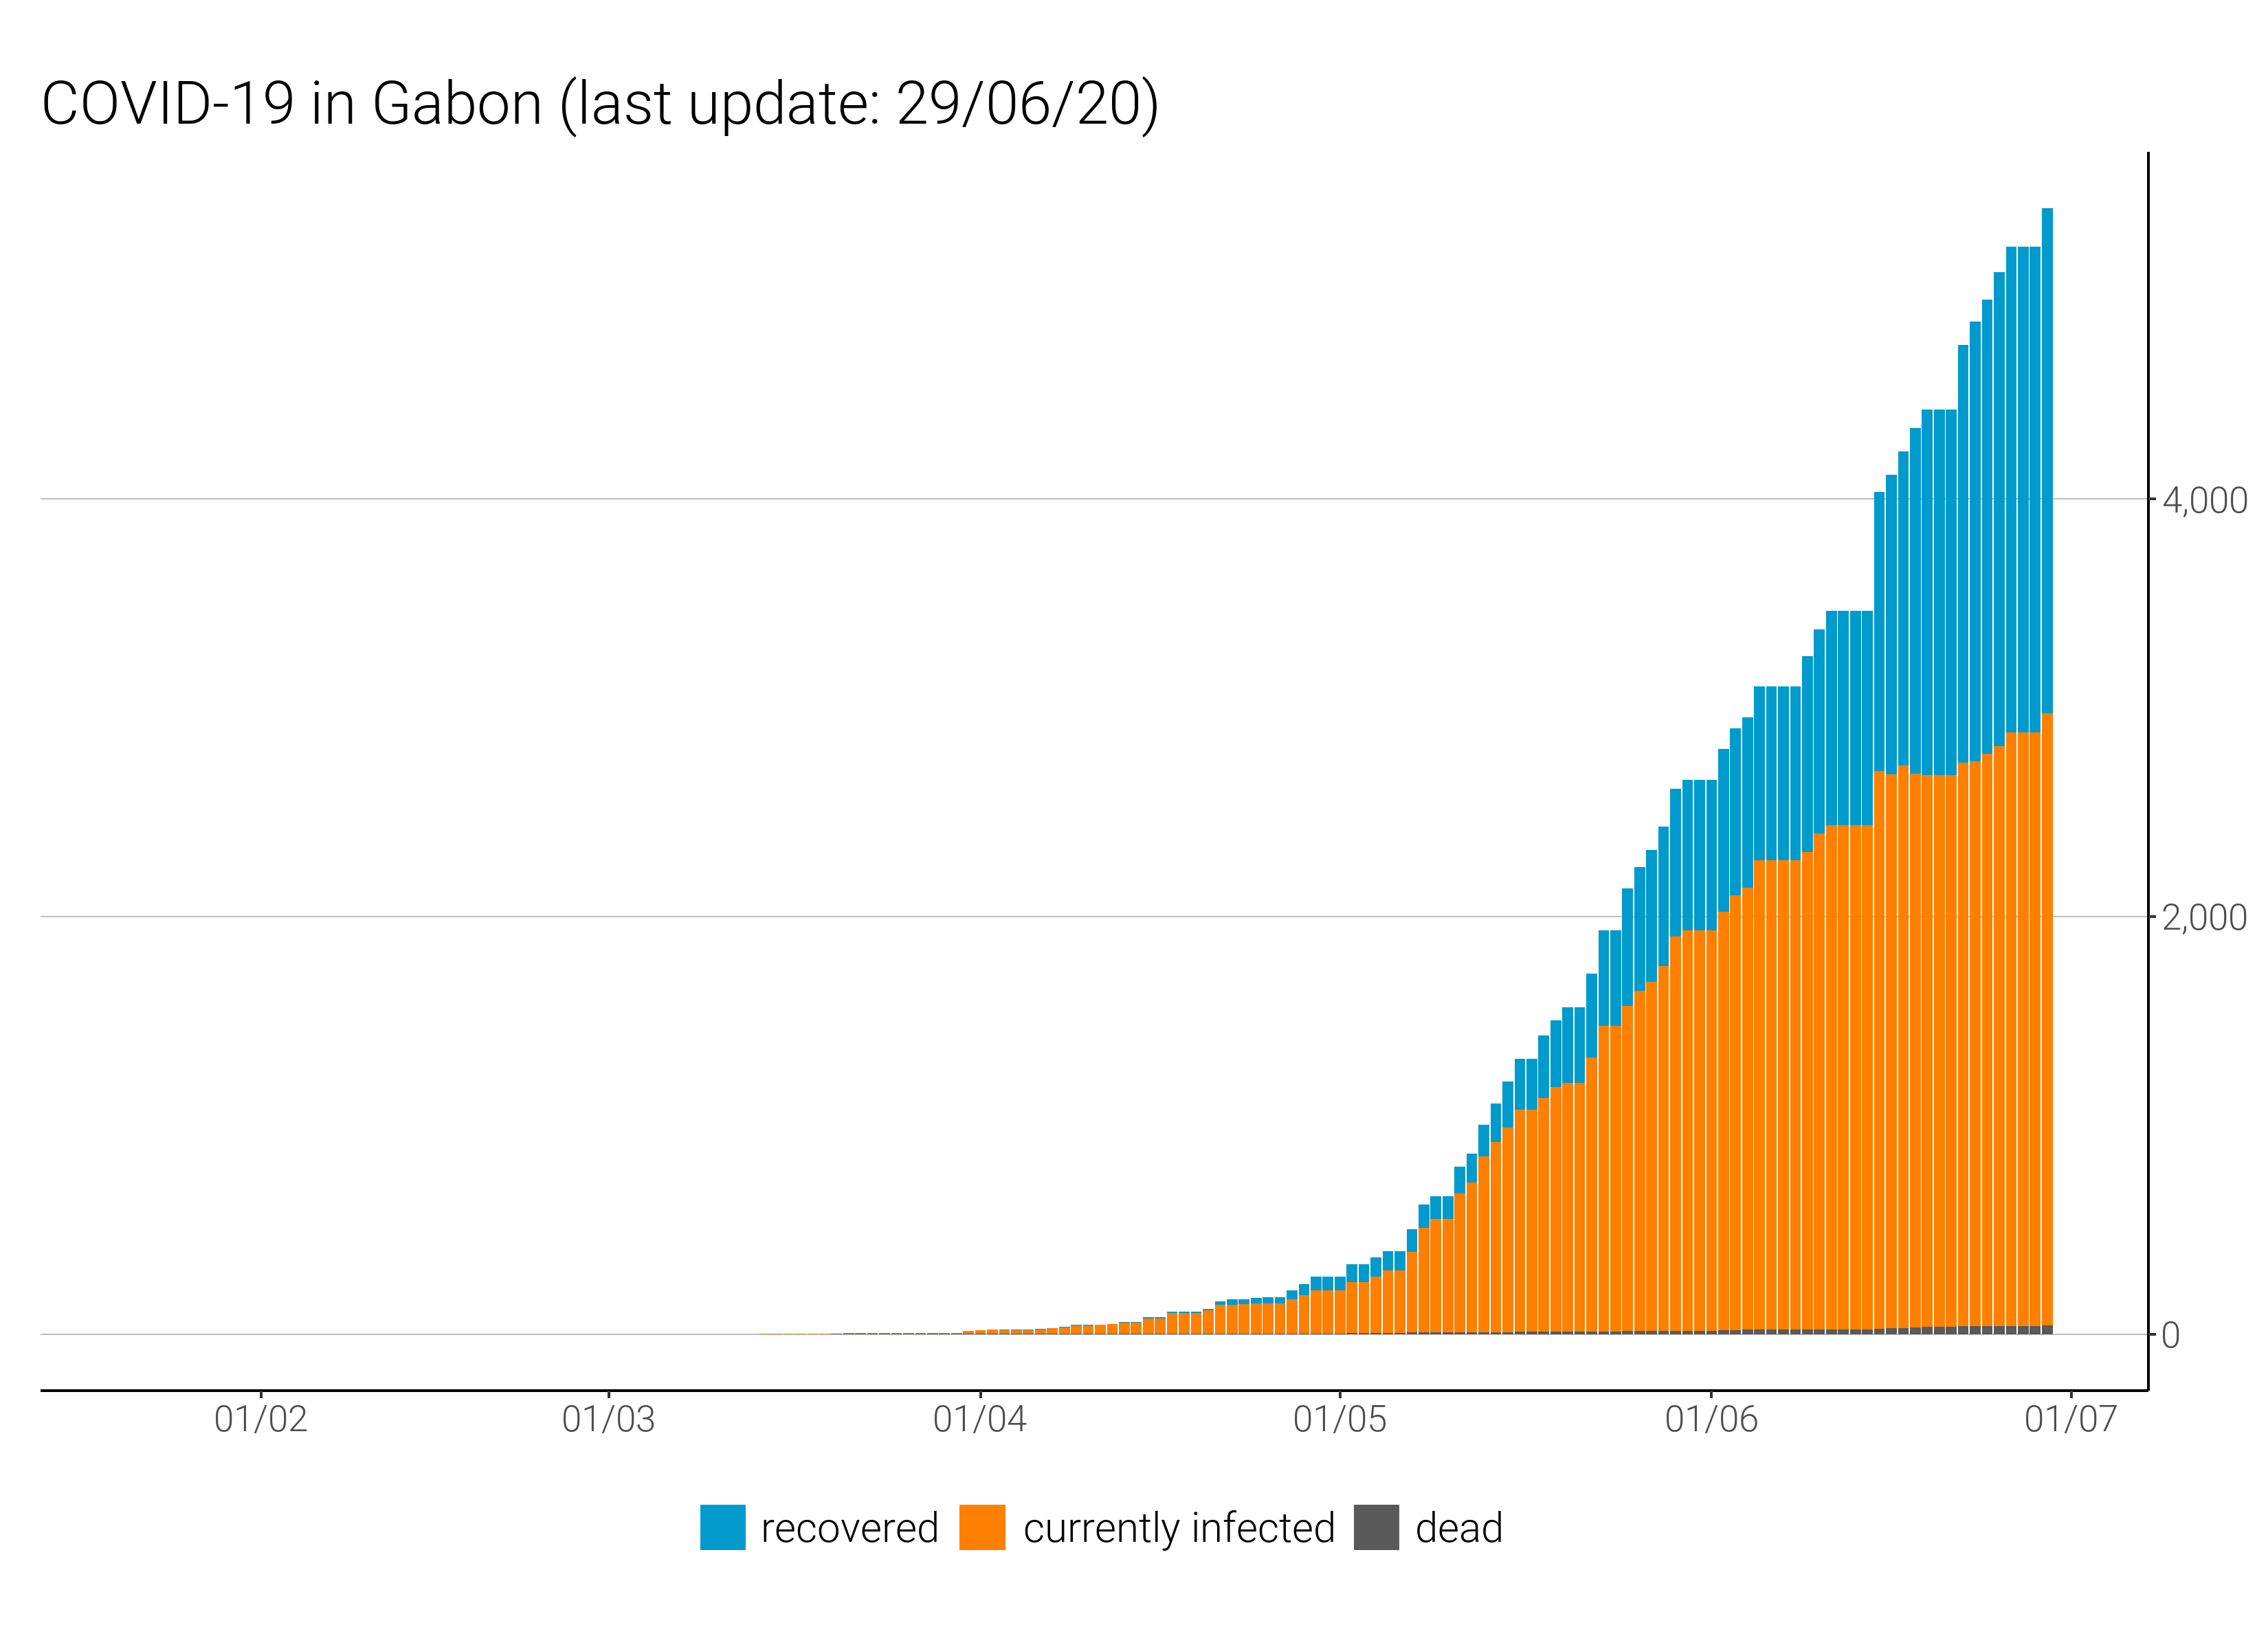 COVID-19 in Gabon (last update: 29/06/20)
4,000
2,000
0
01/02 01/03 01/04 01/05 01/06 01/07
recovered currently infected dead